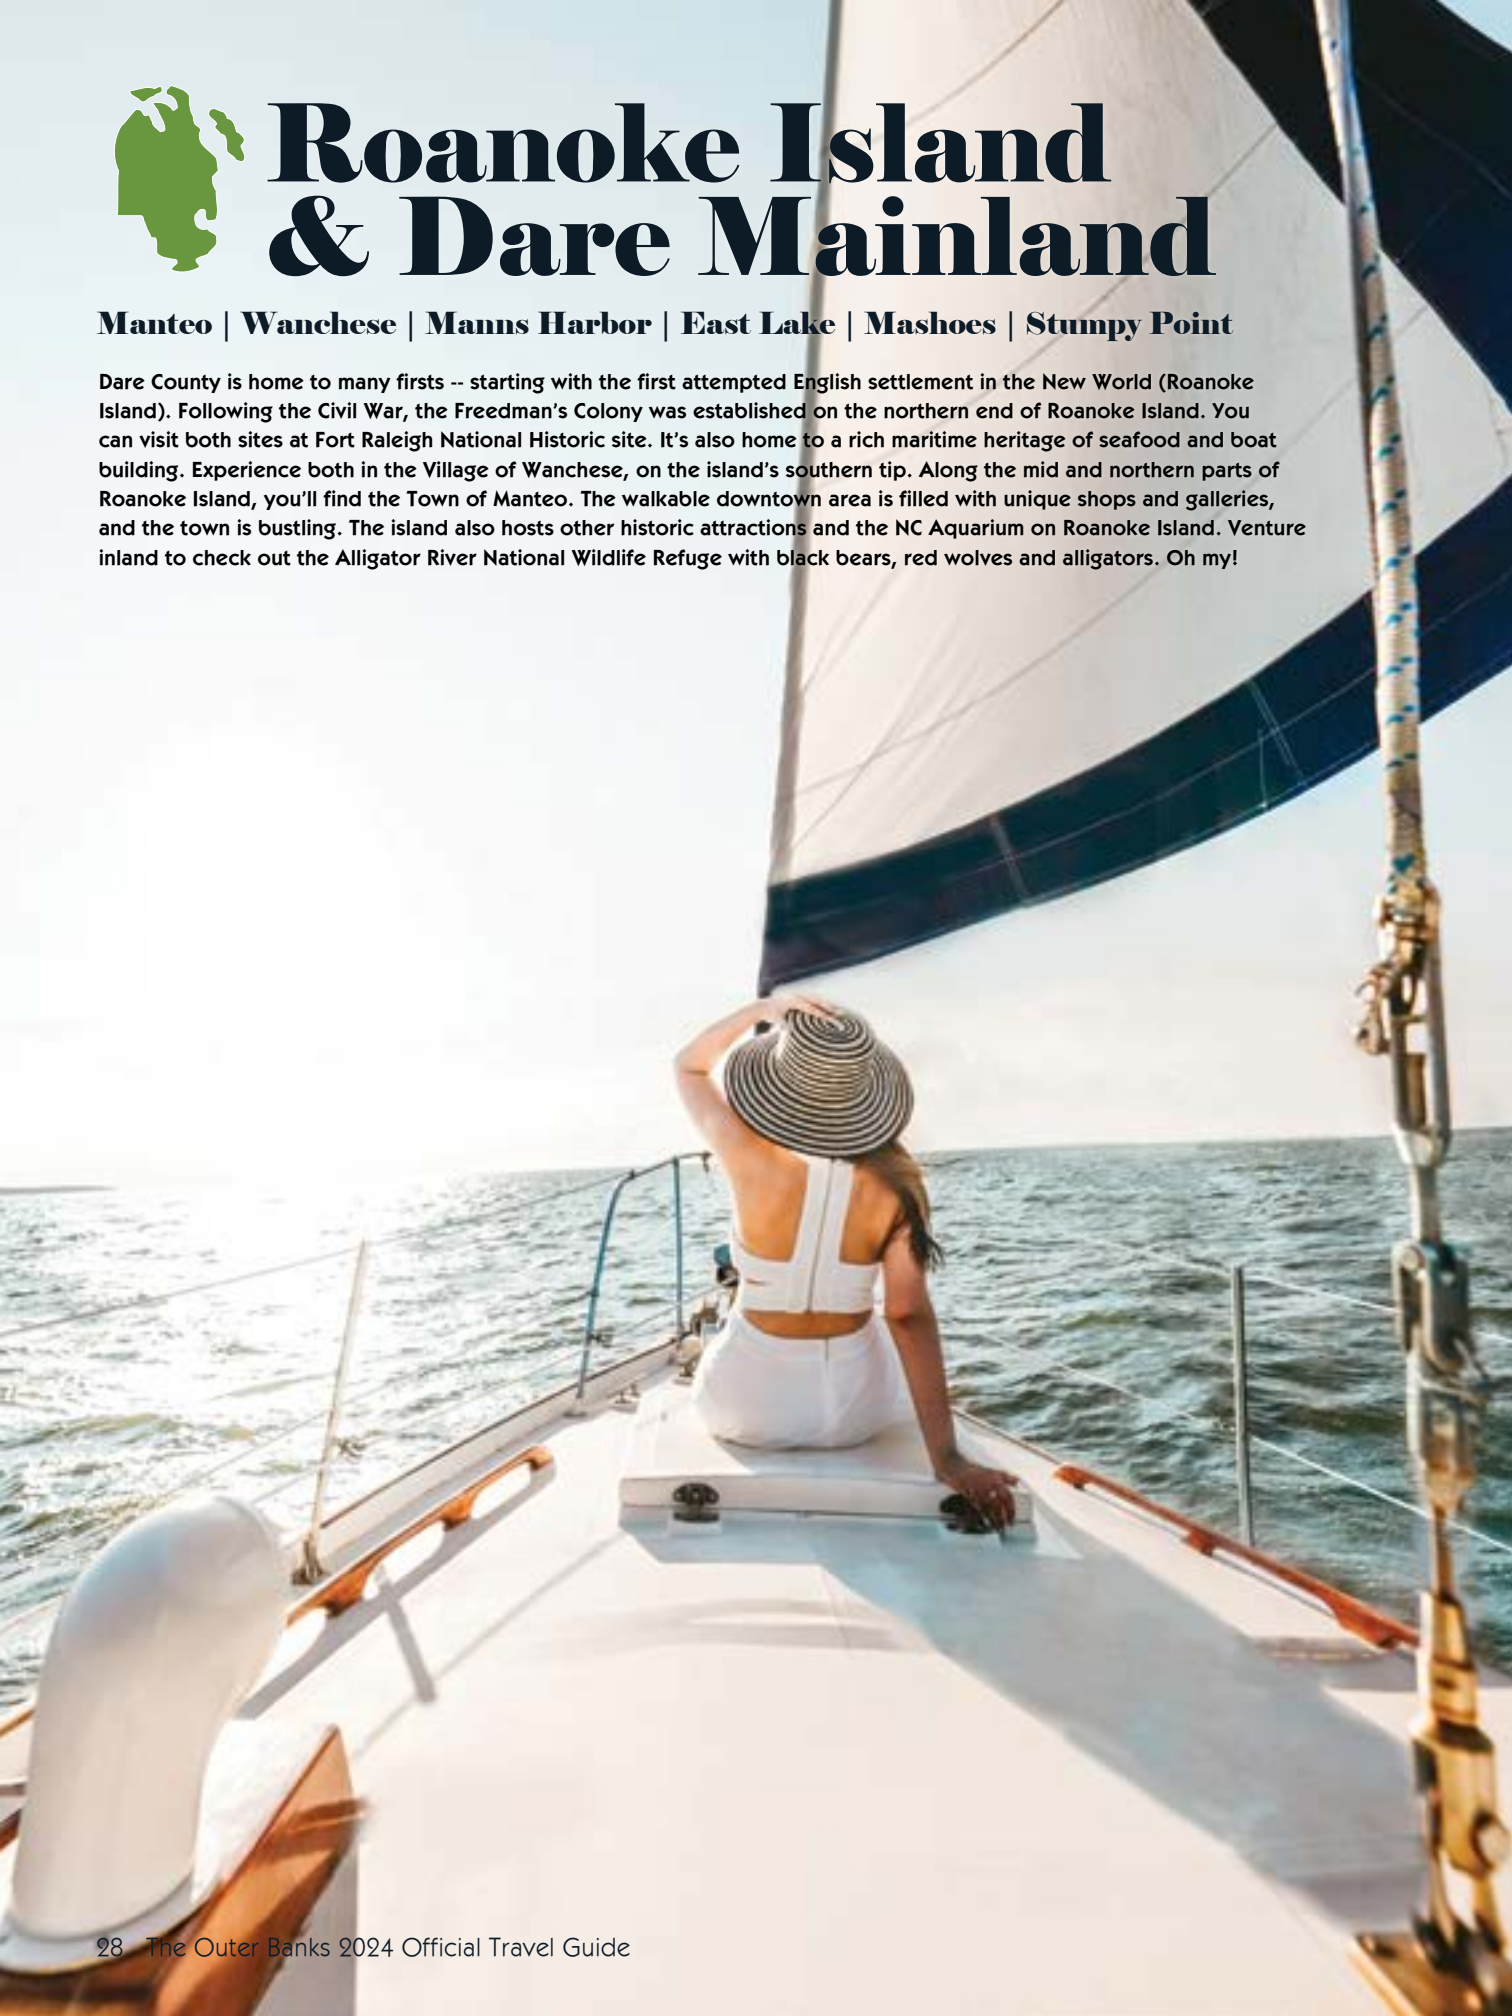 Roanoke Island
& Dare Mainland
Manteo | Wanchese | Manns Harbor | East Lake | Mashoes | Stumpy Point
Dare County is home to many firsts -- starting with the first attempted English settlement in the New World (Roanoke
Island). Following the Civil War, the Freedman's Colony was established on the northern end of Roanoke Island. You
can visit both sites at Fort Raleigh National Historic site. It's also home to a rich maritime heritage of seafood and boat
building. Experience both in the Village of Wanchese, on the island's southern tip. Along the mid and northern parts of
Roanoke Island, you'll find the Town of Manteo. The walkable downtown area is filled with unique shops and galleries,
and the town is bustling. The island also hosts other historic attractions and the NC Aquarium on Roanoke Island. Venture
inland to check out the Alligator River National Wildlife Refuge with black bears, red wolves and alligators. Oh my!
28 The Outer Banks 2024 Official Travel Guide